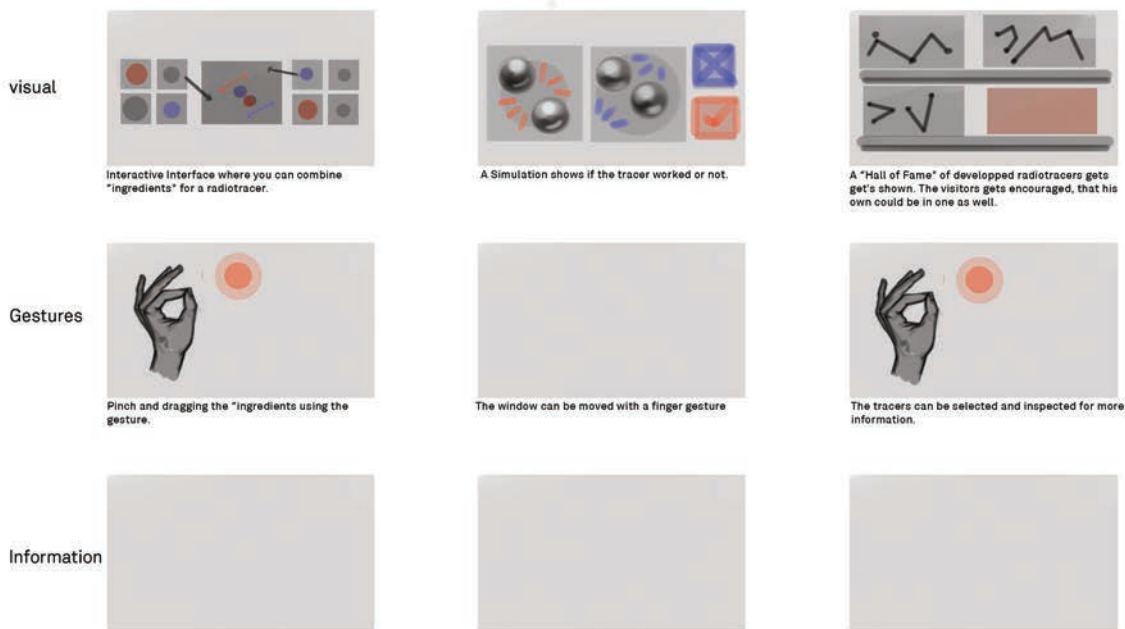 visual
Interactive Interface where you can combine
"ingredients" for a radiotracer.
A Simulation shows if the tracer worked or not.
A "Hall of Fame" of developped radiotracers gets
get's shown. The visitors gets encouraged, that his
own could be in one as well.
Gestures
Pinch and dragging the "ingredients using the
gesture.
The window can be moved with a finger gesture
The tracers can be selected and inspected for more
information.
Information